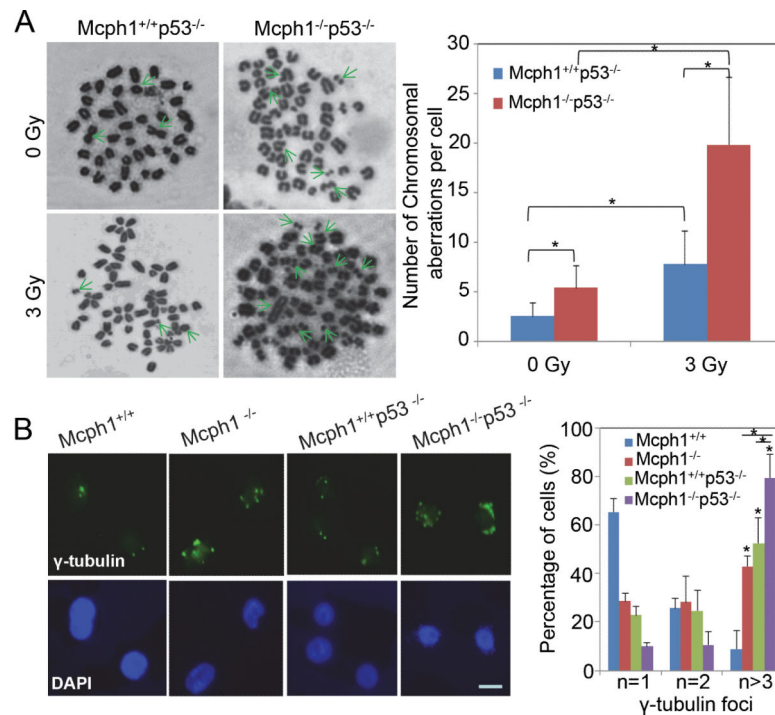 A
Mcph1+/+p53-/-
Mcph1-/-p53-/-
0 Gy
3 Gy
Number of Chromosomal
aberrations per cell
30
25
20
15
10
5
0
Mcph1+/+p53-/-
Mcph1-/-p53-/-
*
*
*
*
0 Gy
3 Gy
B
Mcph1+/+
Mcph1 -/-
Mcph1+/+p53 -/-
Mcph1-/-p53 -/-
γ-tubulin
DAPI
Percentage of cells (%)
100
80
60
40
20
0
Mcph1+/+
Mcph1-/-
Mcph1+/+p53-/-
Mcph1-/-p53-/-
*
*
*
*
*
n=1
n=2
n>3
γ-tubulin foci